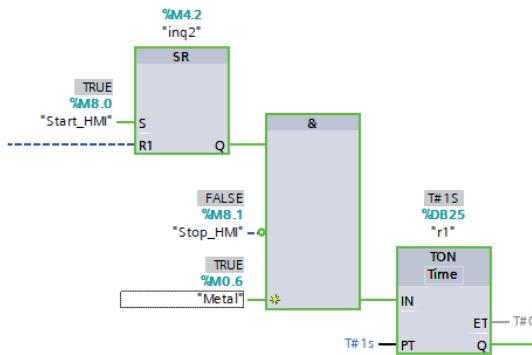 %M4.2
"inq2"
SR
TRUE
%M8.0
"Start_HMI"
S
R1
Q
&
FALSE
%M8.1
"Stop_HMI"
TRUE
%M0.6
"Metal"
T#1S
%DB25
"r1"
TON
Time
IN
ET
T#0
T#1s
PT
Q